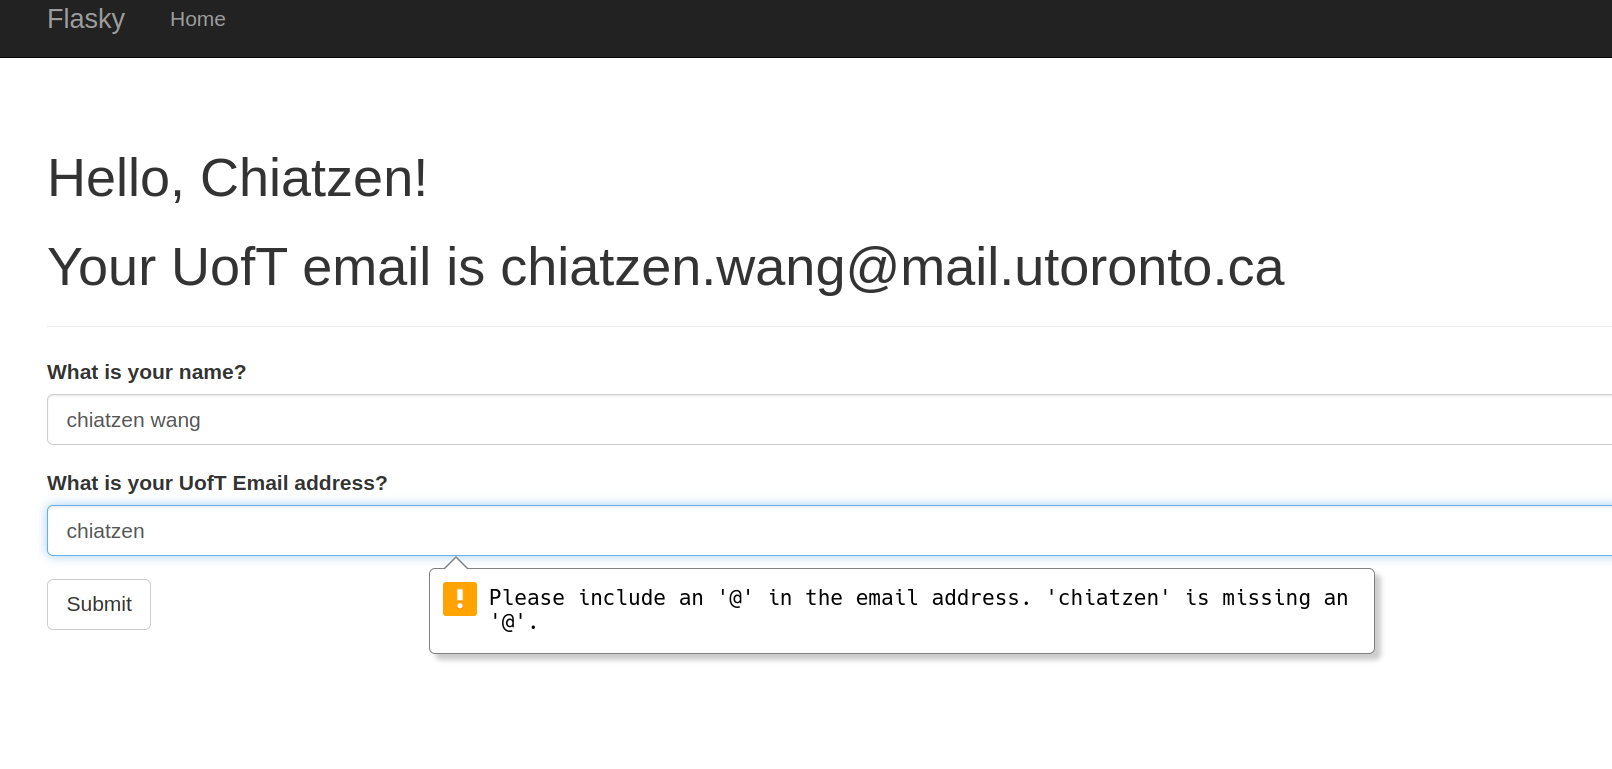 Flasky Home
Hello, Chiatzen!
Your UofT email is chiatzen.wang@mail.utoronto.ca
What is your name?
chiatzen wang
What is your UofT Email address?
chiatzen
Submit
Please include an '@' in the email address. 'chiatzen' is missing an
'@'.